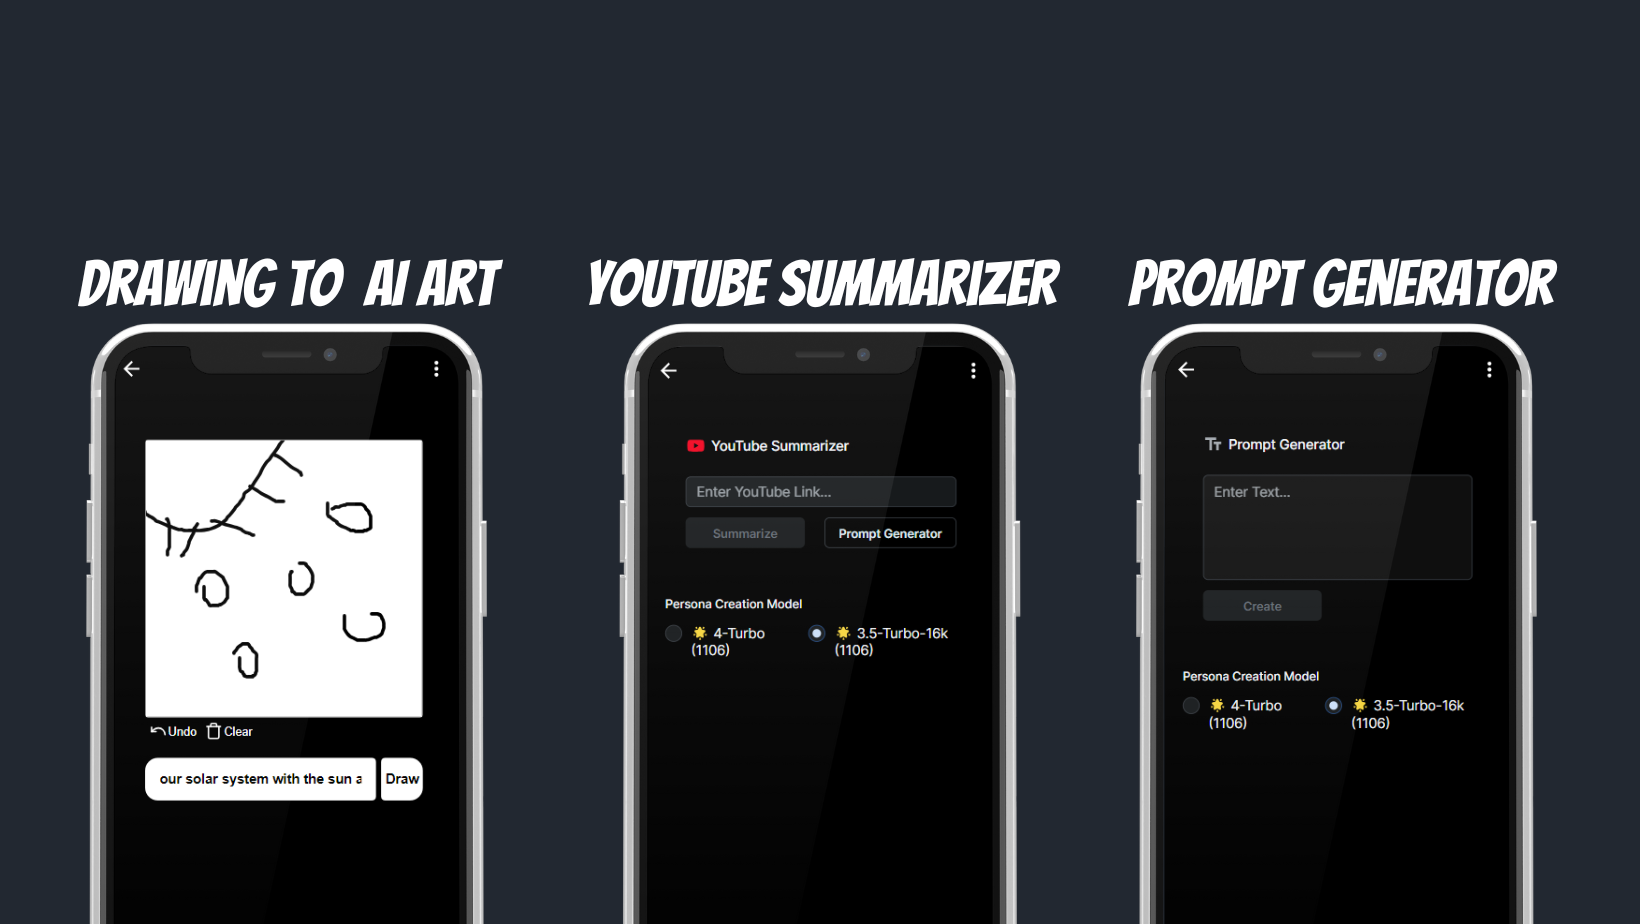 DRAWING TO AI ART
our solar system with the sun a
Draw
Undo
Clear
YOUTUBE SUMMARIZER
YouTube Summarizer
Enter YouTube Link...
Summarize
Prompt Generator
Persona Creation Model
4-Turbo
(1106)
3.5-Turbo-16k
(1106)
PROMPT GENERATOR
Prompt Generator
Enter Text...
Create
Persona Creation Model
4-Turbo
(1106)
3.5-Turbo-16k
(1106)